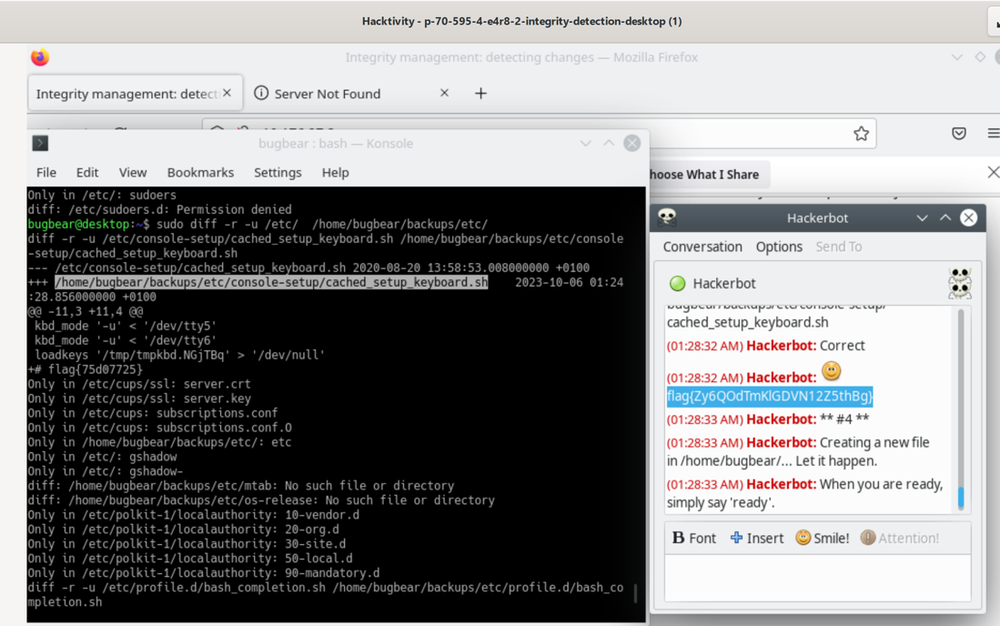 Hacktivity - p-70-595-4-e4r8-2-integrity-detection-desktop (1)
Integrity management: detecting changes — Mozilla Firefox
Integrity management: detecti
Server Not Found
bugbear : bash — Konsole
File Edit View Bookmarks Settings Help
Only in /etc/: sudoers
diff: /etc/sudoers.d: Permission denied
bugbear@desktop:~$ sudo diff -r -u /etc/  /home/bugbear/backups/etc/
diff -r -u /etc/console-setup/cached_setup_keyboard.sh /home/bugbear/backups/etc/console
-setup/cached_setup_keyboard.sh
--- /etc/console-setup/cached_setup_keyboard.sh 2020-08-20 13:58:53.008000000 +0100
+++ /home/bugbear/backups/etc/console-setup/cached_setup_keyboard.sh    2023-10-06 01:24
:28.856000000 +0100
@@ -11,3 +11,4 @@
 kbd_mode '-u' < '/dev/tty5'
 kbd_mode '-u' < '/dev/tty6'
 loadkeys '/tmp/tmpkbd.NGjTBq' > '/dev/null'
+# flag{75d07725}
Only in /etc/cups/ssl: server.crt
Only in /etc/cups/ssl: server.key
Only in /etc/cups: subscriptions.conf
Only in /etc/cups: subscriptions.conf.O
Only in /home/bugbear/backups/etc/: etc
Only in /etc/: gshadow
Only in /etc/: gshadow-
diff: /home/bugbear/backups/etc/mtab: No such file or directory
diff: /home/bugbear/backups/etc/os-release: No such file or directory
Only in /etc/polkit-1/localauthority: 10-vendor.d
Only in /etc/polkit-1/localauthority: 20-org.d
Only in /etc/polkit-1/localauthority: 30-site.d
Only in /etc/polkit-1/localauthority: 50-local.d
Only in /etc/polkit-1/localauthority: 90-mandatory.d
diff -r -u /etc/profile.d/bash_completion.sh /home/bugbear/backups/etc/profile.d/bash_co
mpletion.sh
hoose What I Share
Hackerbot
Conversation Options Send To
Hackerbot
bugbear/backups/etc/console-setup/
cached_setup_keyboard.sh
(01:28:32 AM) Hackerbot: Correct
(01:28:32 AM) Hackerbot:
flag{Zy6QOdTmKlGDVN12Z5thBg}
(01:28:33 AM) Hackerbot: ** #4 **
(01:28:33 AM) Hackerbot: Creating a new file
in /home/bugbear/... Let it happen.
(01:28:33 AM) Hackerbot: When you are ready,
simply say 'ready'.
B Font Insert Smile! Attention!